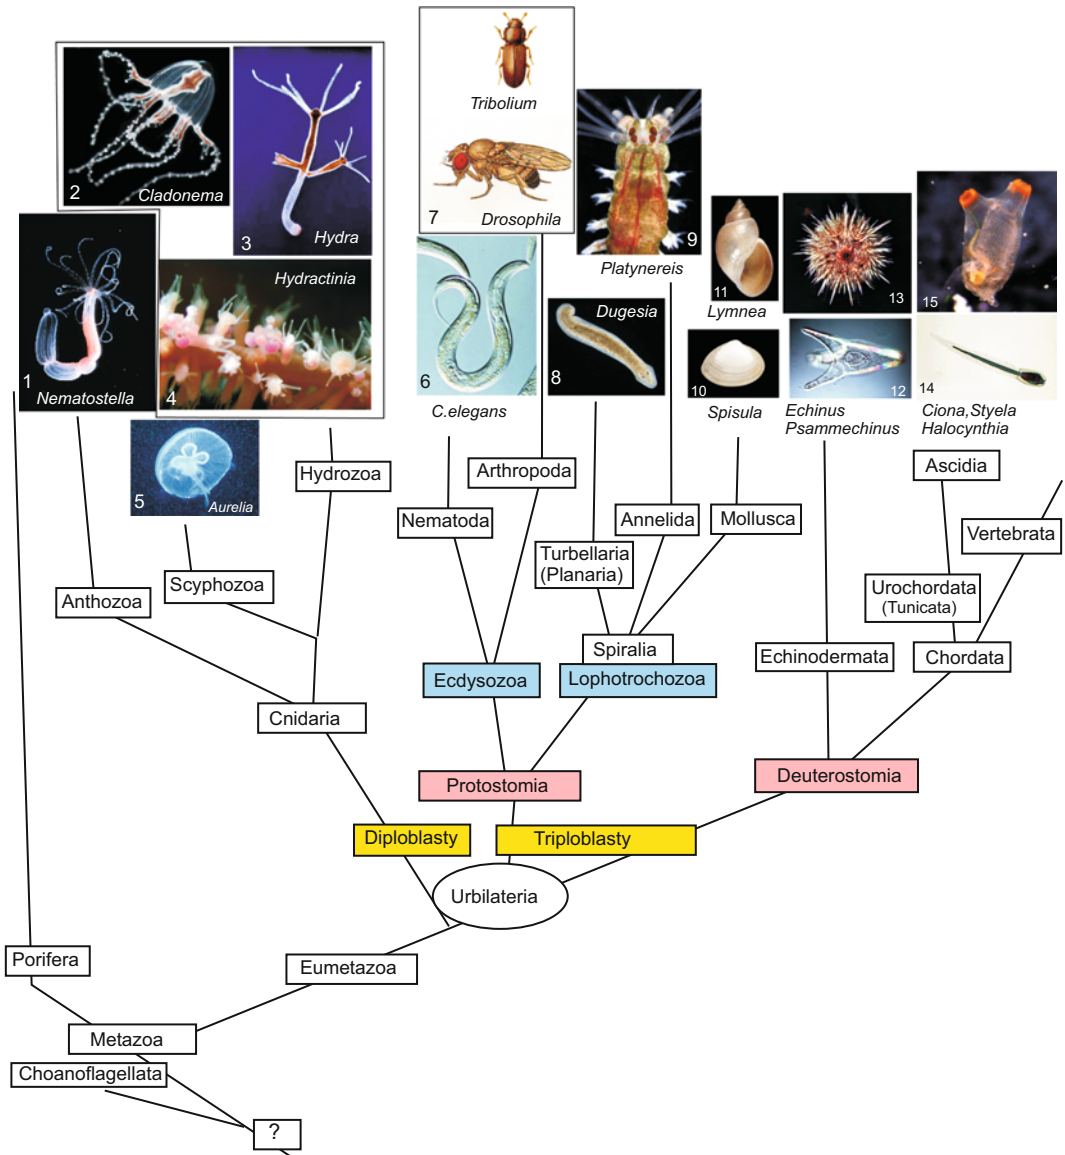 Tribolium
2
Cladonema
3
Hydra
7
Drosophila
9
Platynereis
11
Lymnea
13
15
1
Nematostella
Hydractinia
4
6
C.elegans
Dugesia
8
10
Spisula
12
Echinus
Psammechinus
14
Ciona,Styela
Halocynthia
5
Aurelia
Hydrozoa
Arthropoda
Ascidia
Nematoda
Annelida
Mollusca
Vertebrata
Turbellaria
(Planaria)
Anthozoa
Scyphozoa
Urochordata
(Tunicata)
Spiralia
Echinodermata
Chordata
Ecdysozoa
Lophotrochozoa
Cnidaria
Protostomia
Deuterostomia
Diploblasty
Triploblasty
Urbilateria
Porifera
Eumetazoa
Metazoa
Choanoflagellata
?